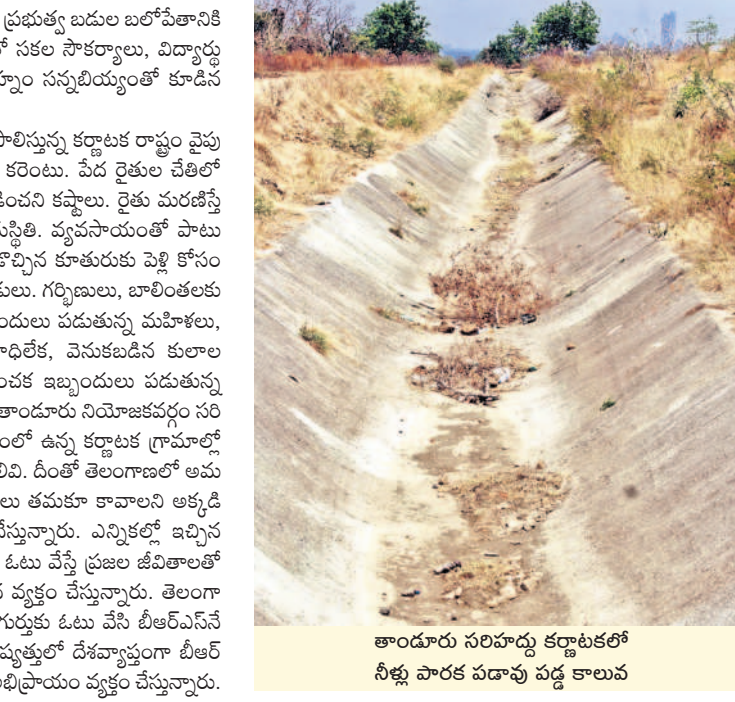 ప్రభుత్వ బడుల బలోపేతానికి
సకల సౌకర్యాలు, విద్యార్థు
సన్నబియ్యంతో కూడిన
కర్ణాటక రాష్ట్రం వైపు
కరెంటు. పేద రైతుల చేతిలో
కష్టాలు. రైతు మరణిస్తే
వ్యవసాయంతో పాటు
కూతురుకు పెళ్లి కోసం
గర్భిణులు, బాలింతలకు
పడుతున్న మహిళలు,
వెనుకబడిన కులాల
ఇబ్బందులు పడుతున్న
తాండూరు నియోజకవర్గం సరి
ఉన్న కర్ణాటక గ్రామాల్లో
దీంతో తెలంగాణలో అమ
తమకూ కావాలని అక్కడి
ఎన్నికల్లో ఇచ్చిన
ఓటు వేస్తే ప్రజల జీవితాలతో
వ్యక్తం చేస్తున్నారు. తెలంగా
ఓటు వేసి బీఆర్ఎస్‌నే
దేశవ్యాప్తంగా బీఆర్
వ్యక్తం చేస్తున్నారు.
తాండూరు సరిహద్దు కర్ణాటకలో
నీళ్లు పారక పడావు పడ్డ కాలువ